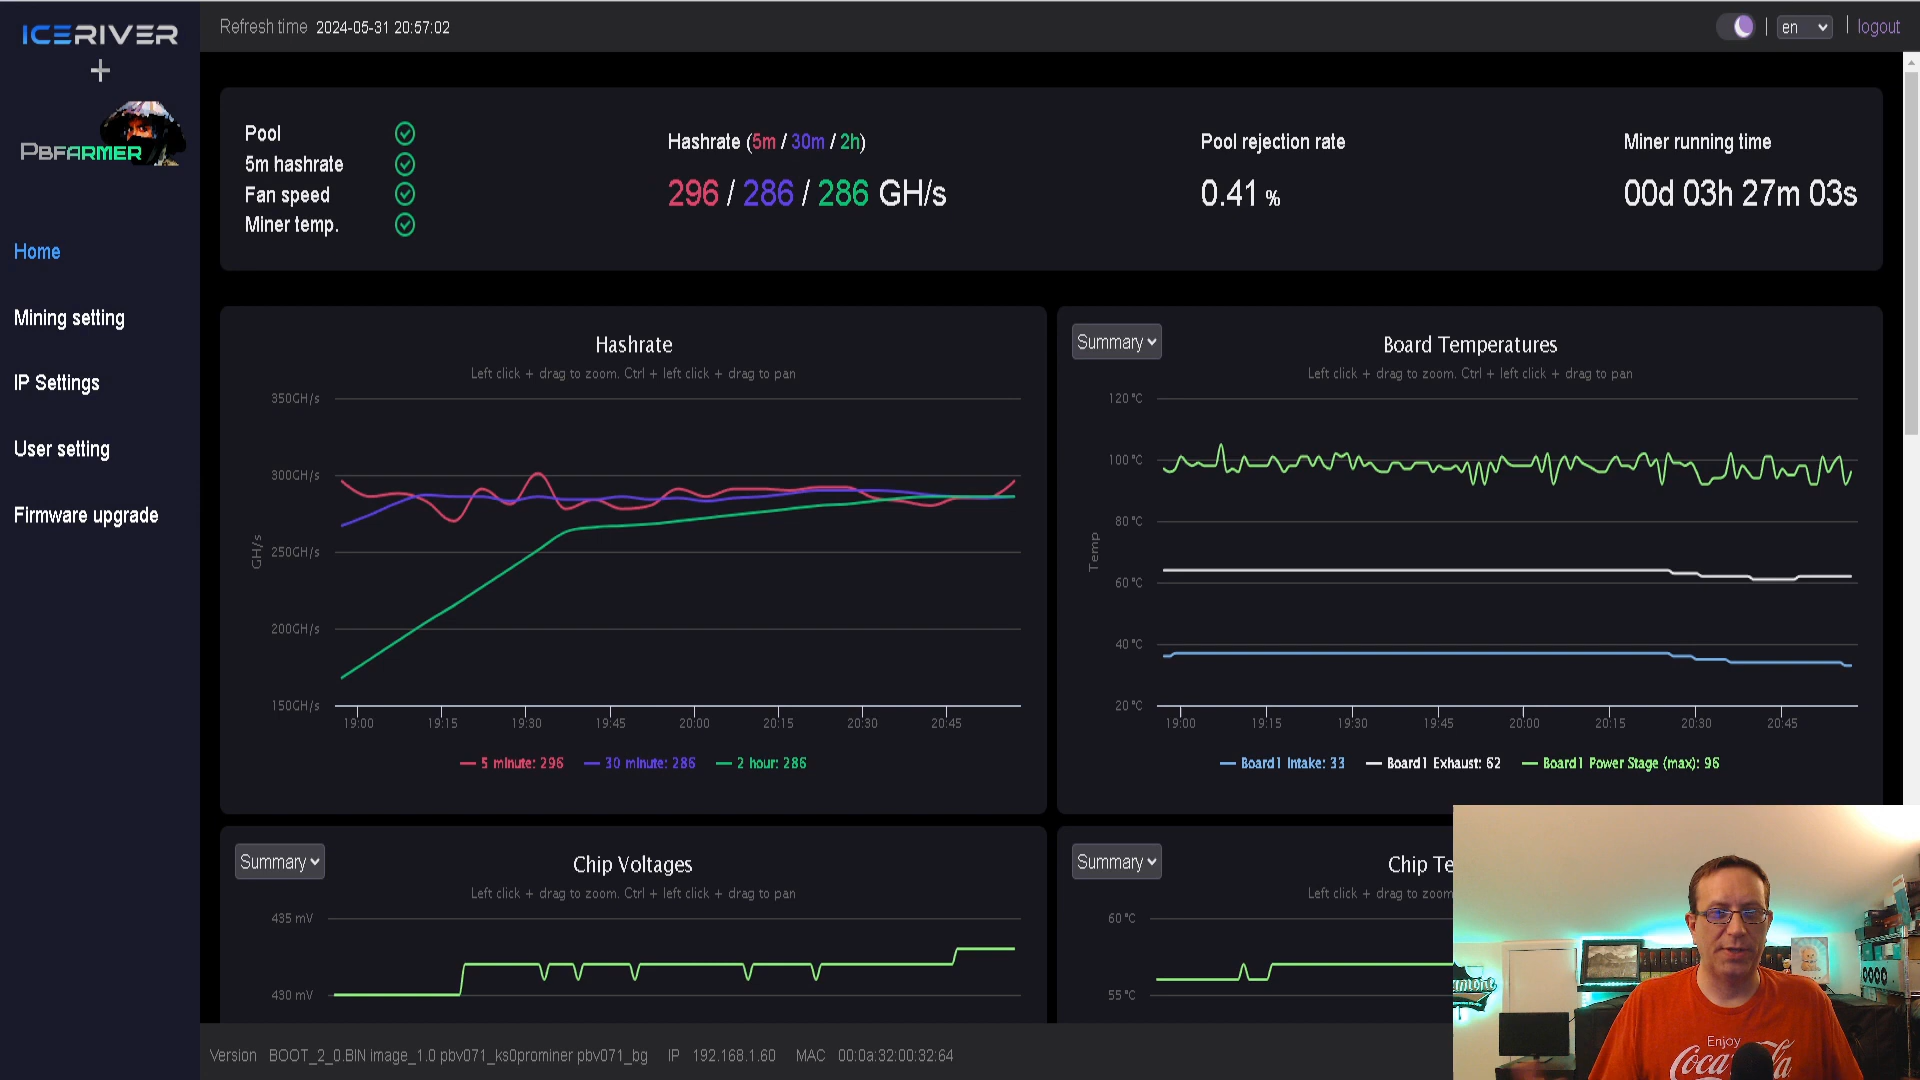 ICERIVER
+
PBFARMER
Home
Mining setting
IP Settings
User setting
Firmware upgrade
Refresh time 2024-05-31 20:57:02
en
logout
Pool
5m hashrate
Fan speed
Miner temp.
Hashrate (5m / 30m / 2h)
296 / 286 / 286 GH/s
Pool rejection rate
0.41 %
Miner running time
00d 03h 27m 03s
Hashrate
Left click + drag to zoom. Ctrl + left click + drag to pan
350GH/s
300GH/s
250GH/s
200GH/s
150GH/s
GH/s
19:00 19:15 19:30 19:45 20:00 20:15 20:30 20:45
5 minute: 296 30 minute: 286 2 hour: 286
Summary
Board Temperatures
Left click + drag to zoom. Ctrl + left click + drag to pan
120 °C
100 °C
80 °C
60 °C
40 °C
20 °C
Temp
19:00 19:15 19:30 19:45 20:00 20:15 20:30 20:45
Board1 Intake: 33 Board1 Exhaust: 62 Board1 Power Stage (max): 96
Summary
Chip Voltages
Left click + drag to zoom. Ctrl + left click + drag to pan
435 mV
430 mV
Summary
Chip Te
Left click + drag to zoom
60 °C
55 °C
Enjoy
Coca-Cola
Version BOOT_2_0.BIN image_1.0 pbv071_ks0prominer pbv071_bg IP 192.168.1.60 MAC 00:0a:32:00:32:64